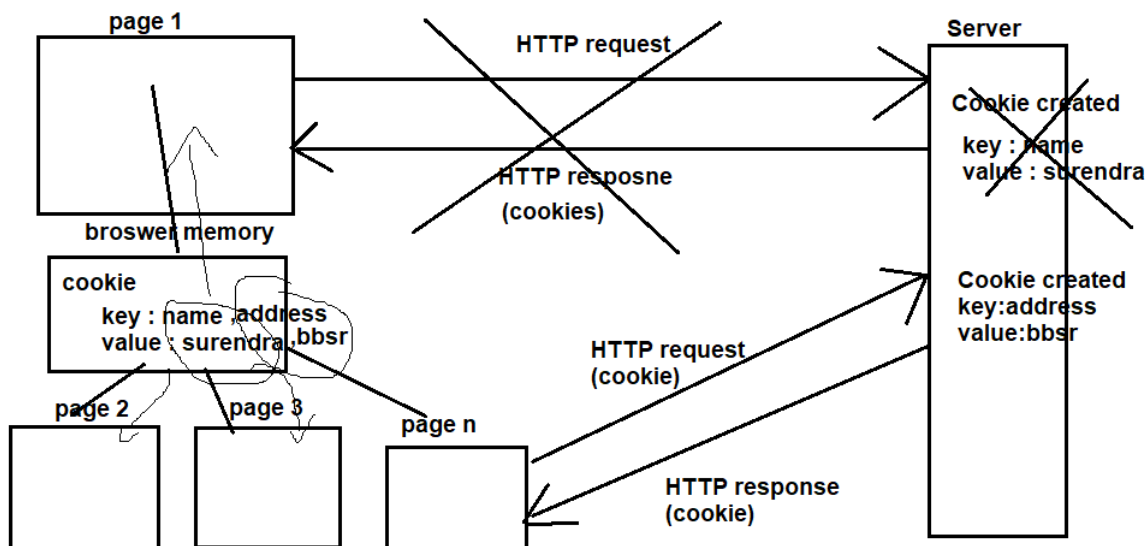 page 1
HTTP request
Server
Cookie created
key : name
value : surendra
HTTP resposne
(cookies)
broswer memory
cookie
key : name ,address
value : surendra ,bbsr
Cookie created
key:address
value:bbsr
HTTP request
(cookie)
page 2
page 3
page n
HTTP response
(cookie)